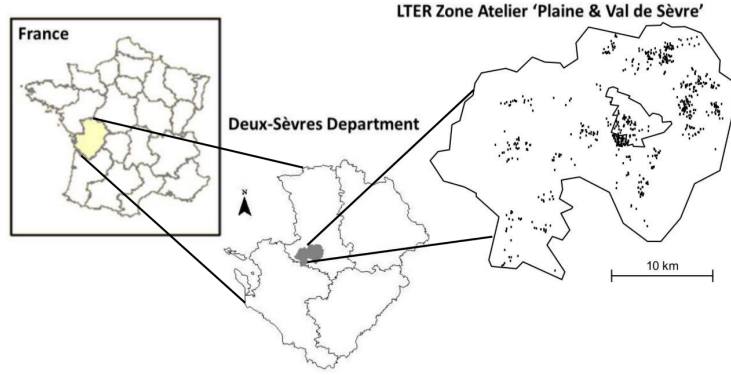 LTER Zone Atelier ‘Plaine & Val de Sèvre’
France
Deux-Sèvres Department
N
10 km